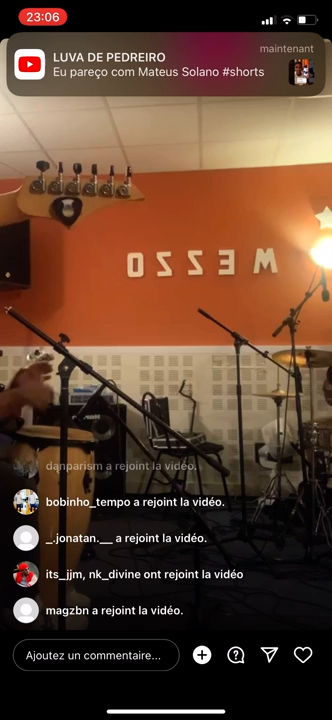 23:06
maintenant
LUVA DE PEDREIRO
Eu pareço com Mateus Solano #shorts
MEZZO
danparism a rejoint la vidéo.
bobinho_tempo a rejoint la vidéo.
_.jonatan.__ a rejoint la vidéo.
its_jjm, nk_divine ont rejoint la vidéo
magzbn a rejoint la vidéo.
Ajoutez un commentaire...